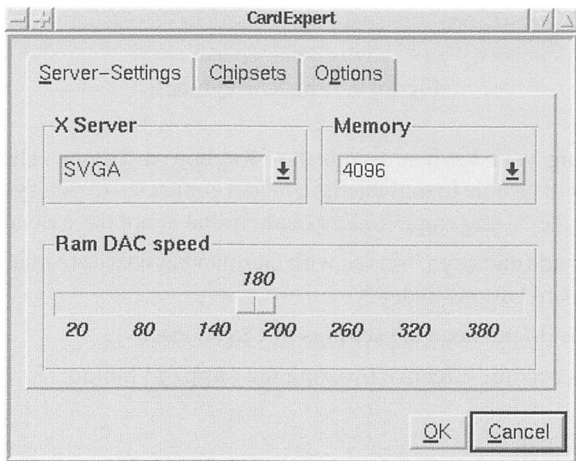 CardExpert
Server-Settings Chipsets Options
X Server Memory
SVGA 4096
Ram DAC speed
180
20 80 140 200 260 320 380
OK Cancel